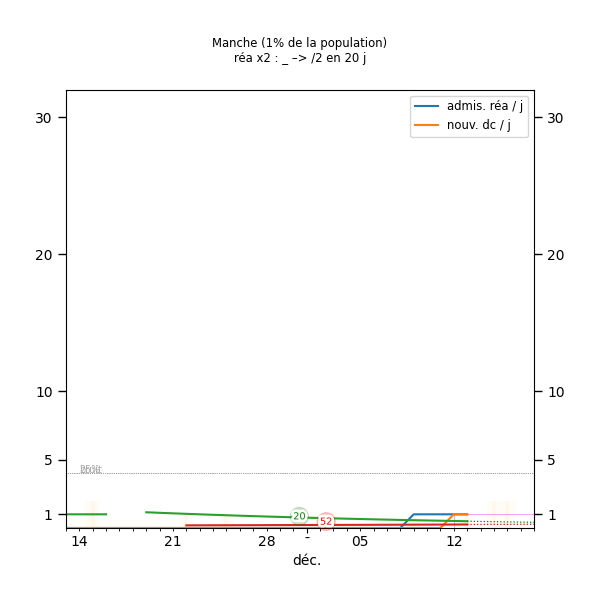 Manche (1% de la population)
réa x2 : _ –> /2 en 20 j
admis. réa / j
nouv. dc / j
30 30
20 20
10 10
5 5
1 1
20
52
14 21 28 - 05 12
déc.